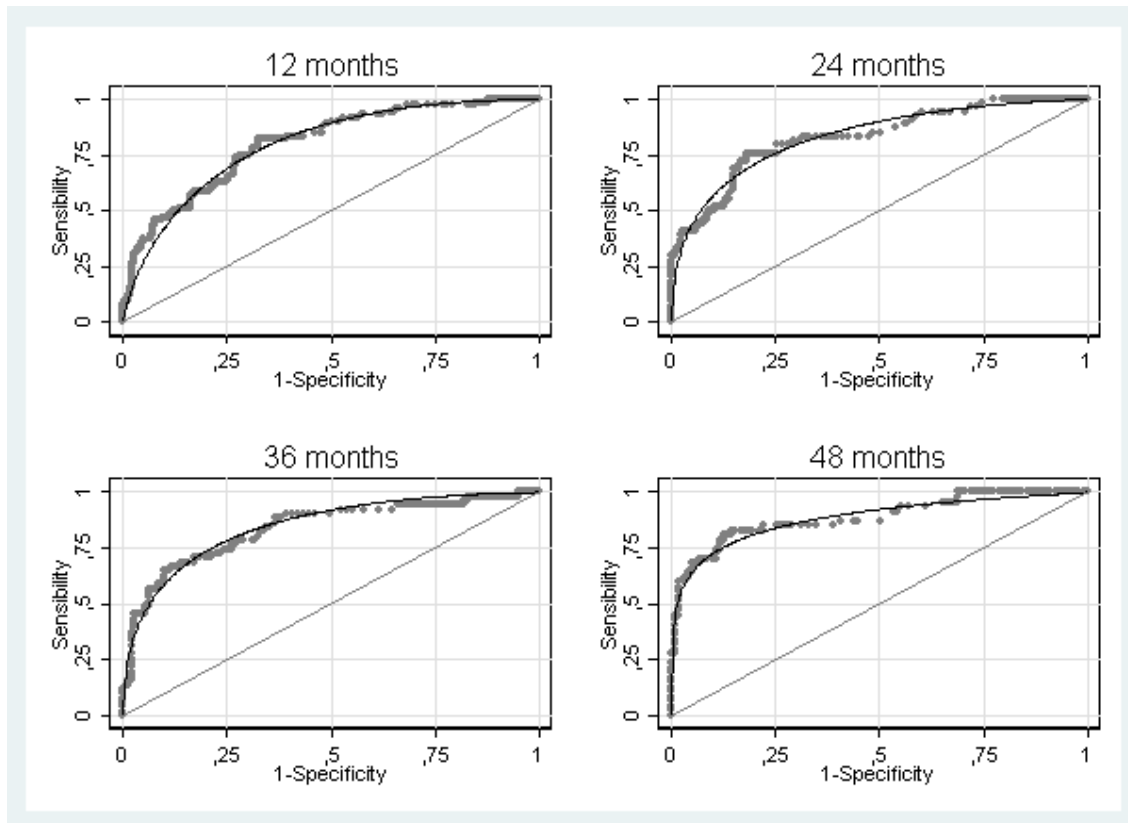 12 months
1
,75
,5
,25
0
Sensibility
0 ,25 ,5 ,75 1
1-Specificity
24 months
1
,75
,5
,25
0
Sensibility
0 ,25 ,5 ,75 1
1-Specificity
36 months
1
,75
,5
,25
0
Sensibility
0 ,25 ,5 ,75 1
1-Specificity
48 months
1
,75
,5
,25
0
Sensibility
0 ,25 ,5 ,75 1
1-Specificity